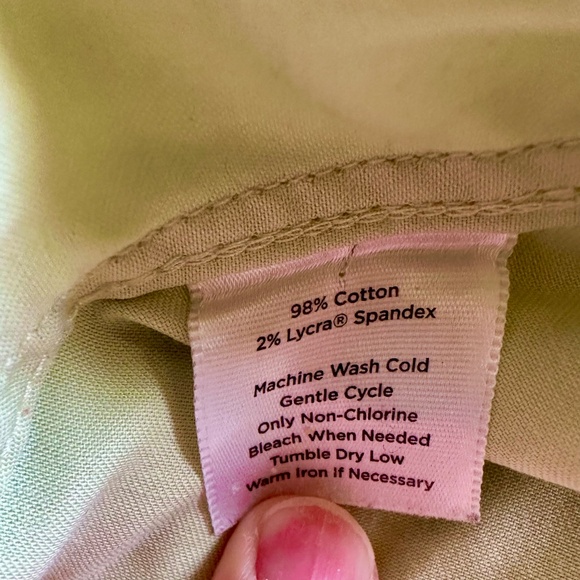 98% Cotton
2% Lycra® Spandex
Machine Wash Cold
Gentle Cycle
Only Non-Chlorine
Bleach When Needed
Tumble Dry Low
Warm Iron If Necessary